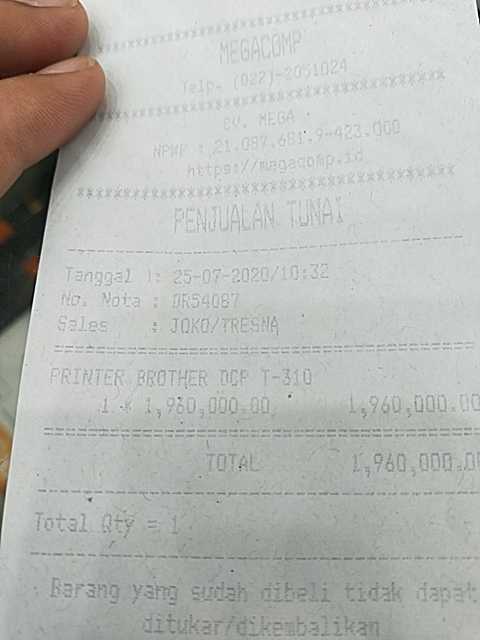 ************************************
MEGACOMP
Telp. (022)-2051024
************************************
CV. MEGA
NPWP : 21.087.681.9-423.000
https://megacomp.id
************************************
PENJUALAN TUNAI
Tanggal : 25-07-2020/10:32
No. Nota : DR54087
Sales : JOKO/TRESNA
PRINTER BROTHER DCP T-310
1 * 1,960,000.00 1,960,000.00
TOTAL 1,960,000.00
Total Qty = 1
Barang yang sudah dibeli tidak dapat
ditukar/dikembalikan